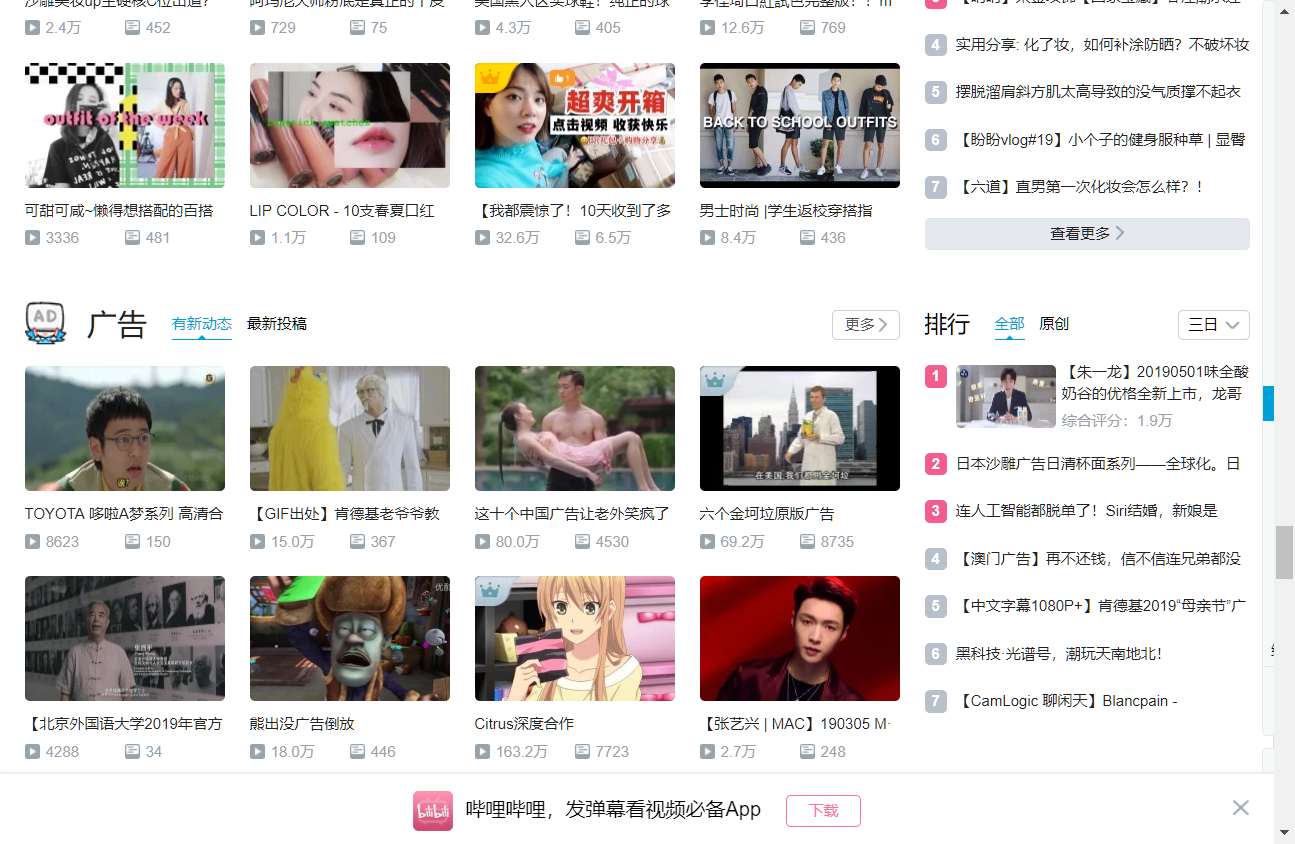 2.4万 452
729 75
4.3万 405
12.6万 769
outfit of the week
可甜可咸~懒得想搭配的百搭
3336 481
lipstick swatches
LIP COLOR - 10支春夏口红
1.1万 109
1
超爽开箱
点击视频 收获快乐
【我都震惊了！10天收到了多
32.6万 6.5万
BACK TO SCHOOL OUTFITS
男士时尚 |学生返校穿搭指
8.4万 436
4 实用分享: 化了妆，如何补涂防晒？不破坏妆
5 摆脱溜肩斜方肌太高导致的没气质撑不起衣
6 【盼盼vlog#19】小个子的健身服种草 | 显臀
7 【六道】直男第一次化妆会怎么样？！
查看更多
AD 广告 有新动态 最新投稿 更多
TOYOTA 哆啦A梦系列 高清合
8623 150
【GIF出处】肯德基老爷爷教
15.0万 367
这十个中国广告让老外笑疯了
80.0万 4530
在美国,我们都用金坷垃
六个金坷垃原版广告
69.2万 8735
【北京外国语大学2019年官方
4288 34
优酷
熊出没广告倒放
18.0万 446
Citrus深度合作
163.2万 7723
【张艺兴 | MAC】190305 M·
2.7万 248
排行 全部 原创 三日
1 【朱一龙】20190501味全酸
奶谷的优格全新上市，龙哥
综合评分：1.9万
2 日本沙雕广告日清杯面系列——全球化。日
3 连人工智能都脱单了！Siri结婚，新娘是
4 【澳门广告】再不还钱，信不信连兄弟都没
5 【中文字幕1080P+】肯德基2019“母亲节”广
6 黑科技·光谱号，潮玩天南地北！
7 【CamLogic 聊闲天】Blancpain -
bilibili 哔哩哔哩，发弹幕看视频必备App 下载